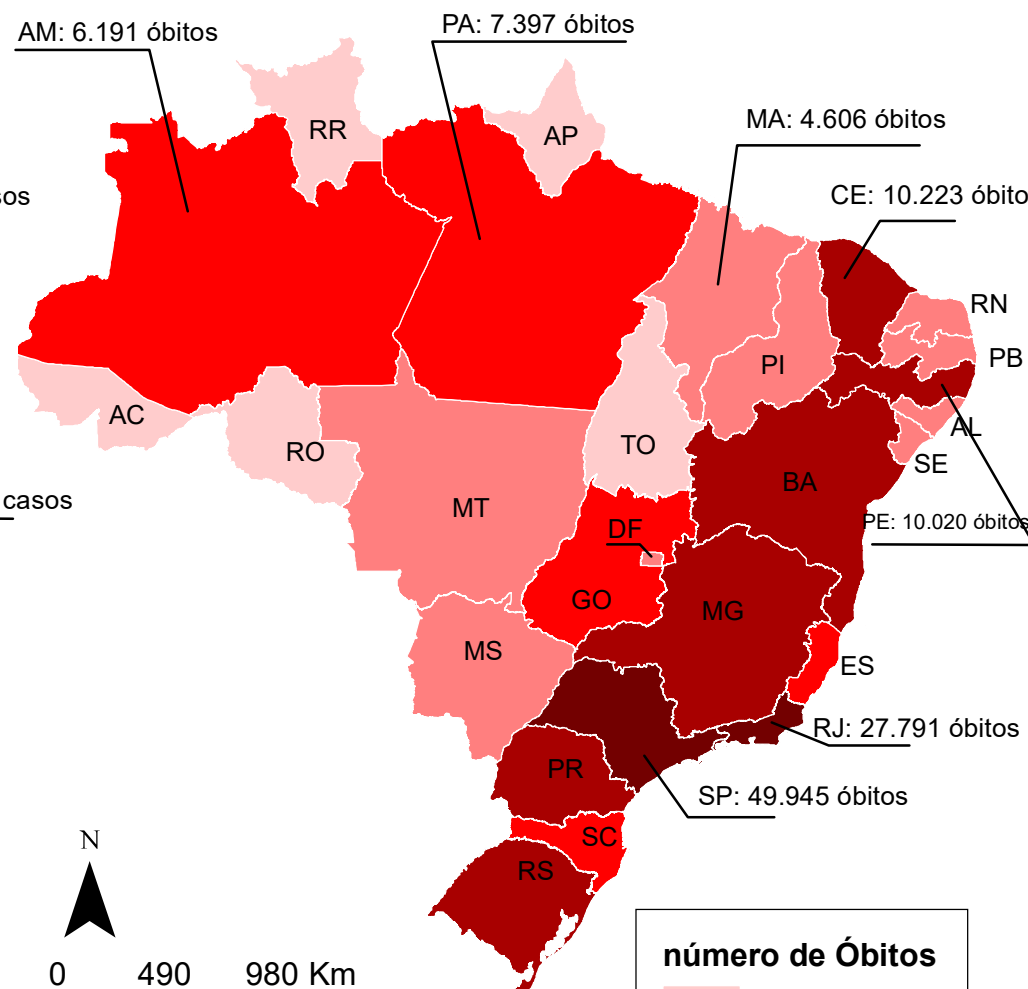 AM: 6.191 óbitos
PA: 7.397 óbitos
RR
AP
MA: 4.606 óbitos
CE: 10.223 óbito
RN
PB
PI
AC
AL
RO
TO
SE
BA
casos
MT
PE: 10.020 óbitos
DF
GO
MG
MS
ES
RJ: 27.791 óbitos
PR
SP: 49.945 óbitos
SC
N
RS
número de Óbitos
0 490 980 Km